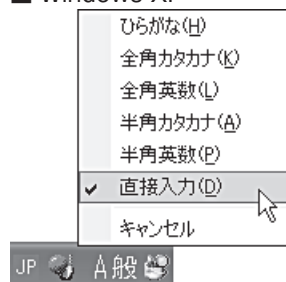 ■ Windows XP
ひらがな(H)
全角カタカナ(K)
全角英数(L)
半角カタカナ(A)
半角英数(P)
直接入力(D)
キャンセル
JP A般